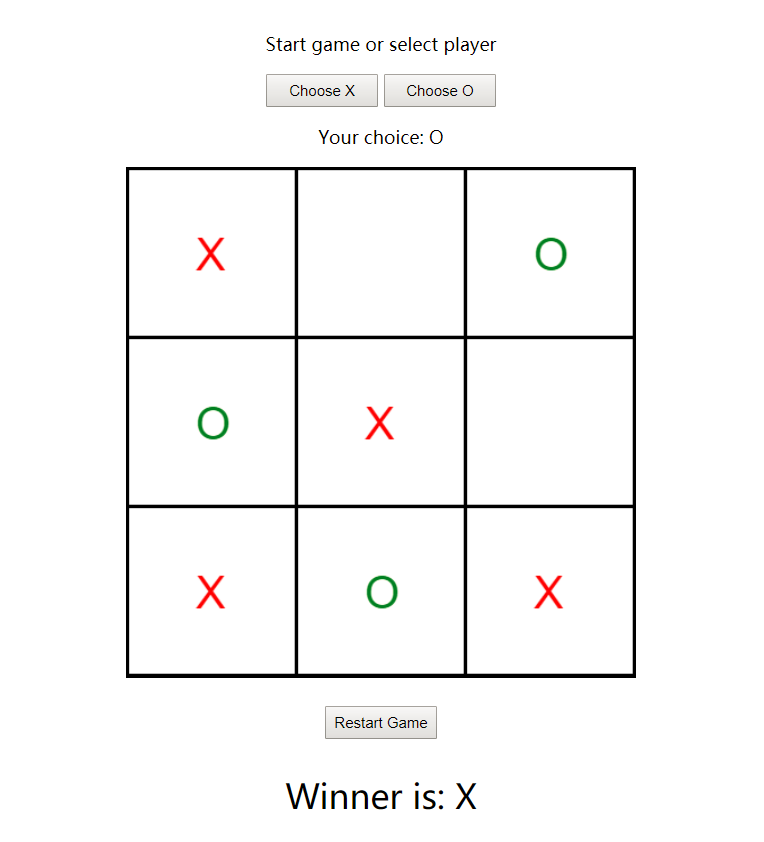 Start game or select player
Choose X Choose O
Your choice: O
X O
O X
X O X
Restart Game
Winner is: X